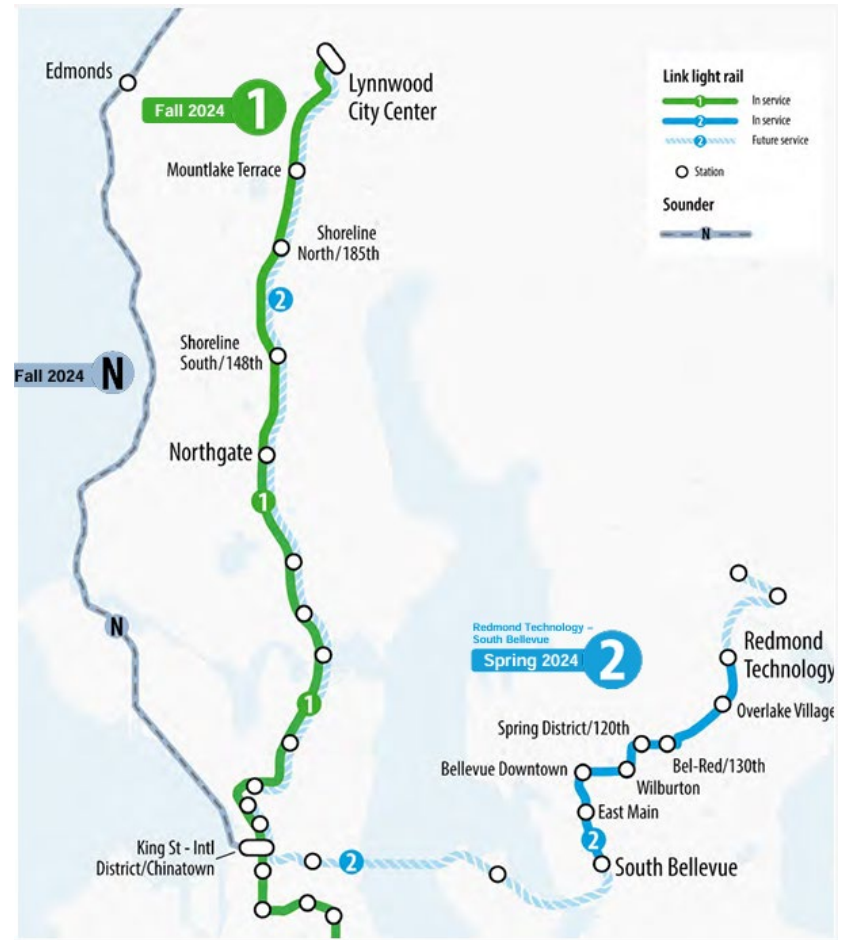 Edmonds
Fall 2024
1
Lynnwood
City Center
Link light rail
1
In service
2
In service
2
Future service
Station
Sounder
N
Mountlake Terrace
Shoreline
North/185th
2
Shoreline
South/148th
Fall 2024
N
Northgate
1
N
Redmond Technology –
South Bellevue
Spring 2024
2
Redmond
Technology
1
Overlake Village
Spring District/120th
Bel-Red/130th
Bellevue Downtown
Wilburton
East Main
2
King St - Intl
District/Chinatown
2
South Bellevue